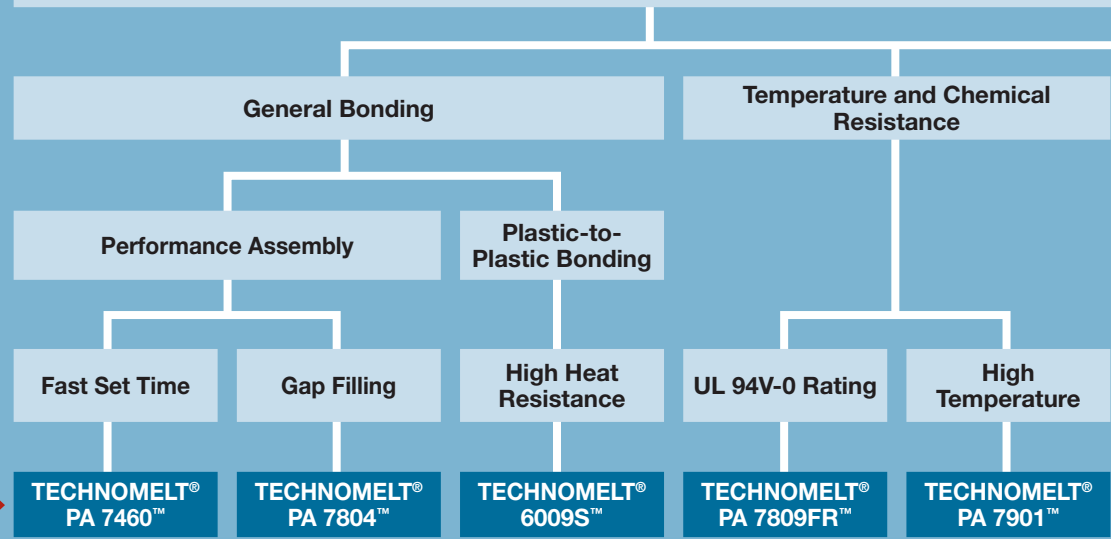 General Bonding
Temperature and Chemical
Resistance
Performance Assembly
Plastic-to-
Plastic Bonding
Fast Set Time
Gap Filling
High Heat
Resistance
UL 94V-0 Rating
High
Temperature
TECHNOMELT®
PA 7460™
TECHNOMELT®
PA 7804™
TECHNOMELT®
6009S™
TECHNOMELT®
PA 7809FR™
TECHNOMELT®
PA 7901™